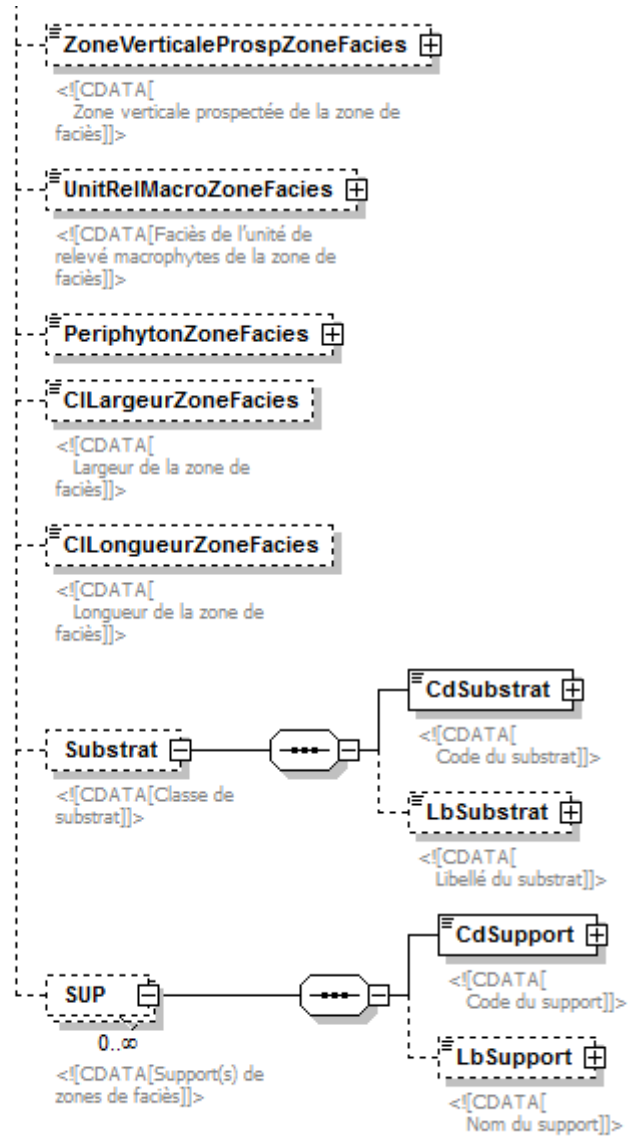 ZoneVerticaleProspZoneFacies
<![CDATA[
Zone verticale prospectée de la zone de
faciès]]>
UnitRelMacroZoneFacies
<![CDATA[Faciès de l'unité de
relevé macrophytes de la zone de
faciès]]>
PeriphytonZoneFacies
ClLargeurZoneFacies
<![CDATA[
Largeur de la zone de
faciès]]>
ClLongueurZoneFacies
<![CDATA[
Longueur de la zone de
faciès]]>
CdSubstrat
<![CDATA[
Code du substrat]]>
Substrat
<![CDATA[Classe de
substrat]]>
LbSubstrat
<![CDATA[
Libellé du substrat]]>
CdSupport
<![CDATA[
Code du support]]>
SUP
0..∞
<![CDATA[Support(s) de
zones de faciès]]>
LbSupport
<![CDATA[
Nom du support]]>